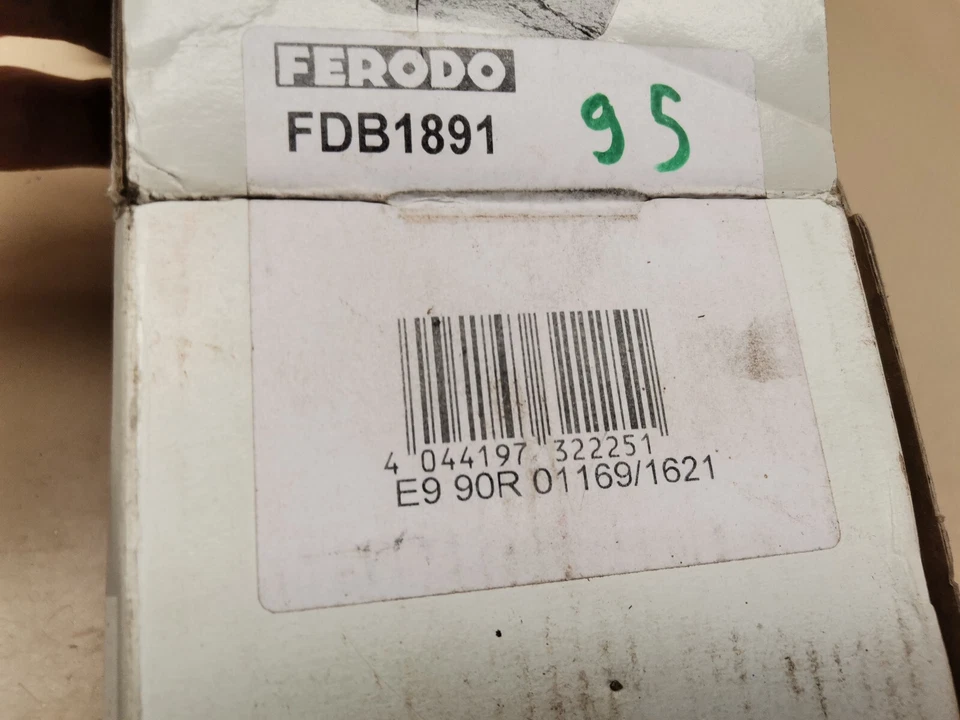 FERODO
FDB1891
95
4 044197 322251
E9 90R 01169/1621